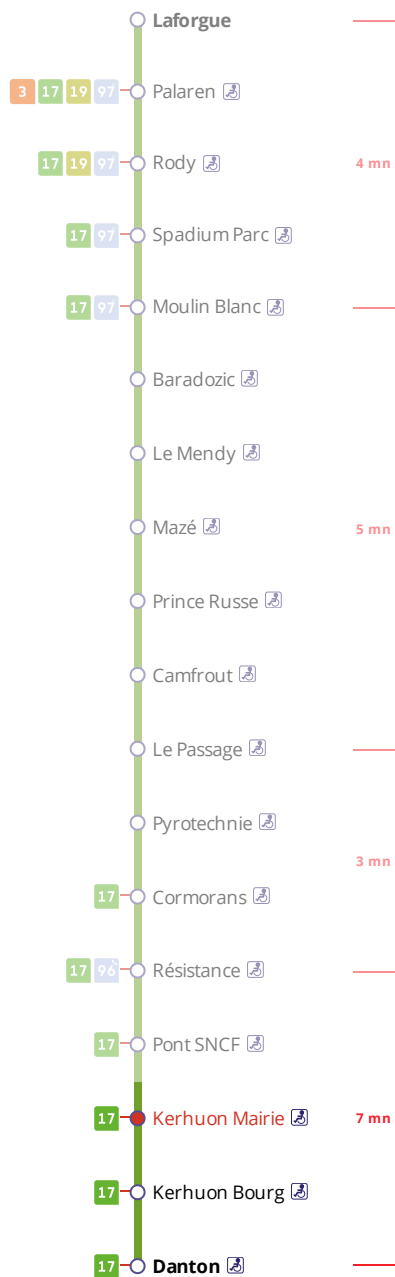 Laforgue
3 17 19 97 Palaren
17 19 97 Rody 4 mn
17 97 Spadium Parc
17 97 Moulin Blanc
Baradozic
Le Mendy
Mazé 5 mn
Prince Russe
Camfrout
Le Passage
Pyrotechnie
3 mn
17 Cormorans
17 96 Résistance
17 Pont SNCF
17 Kerhuon Mairie 7 mn
17 Kerhuon Bourg
17 Danton